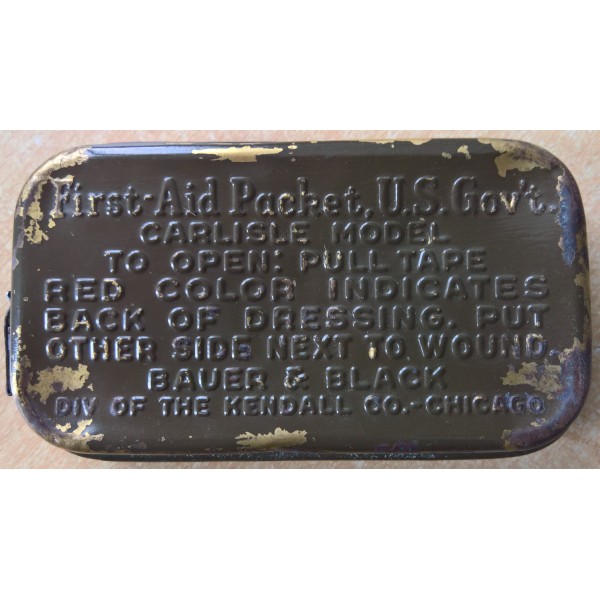 First-Aid Packet, U.S. Gov't.
CARLISLE MODEL
TO OPEN: PULL TAPE
RED COLOR INDICATES
BACK OF DRESSING. PUT
OTHER SIDE NEXT TO WOUND
BAUER & BLACK
DIV OF THE KENDALL CO.-CHICAGO